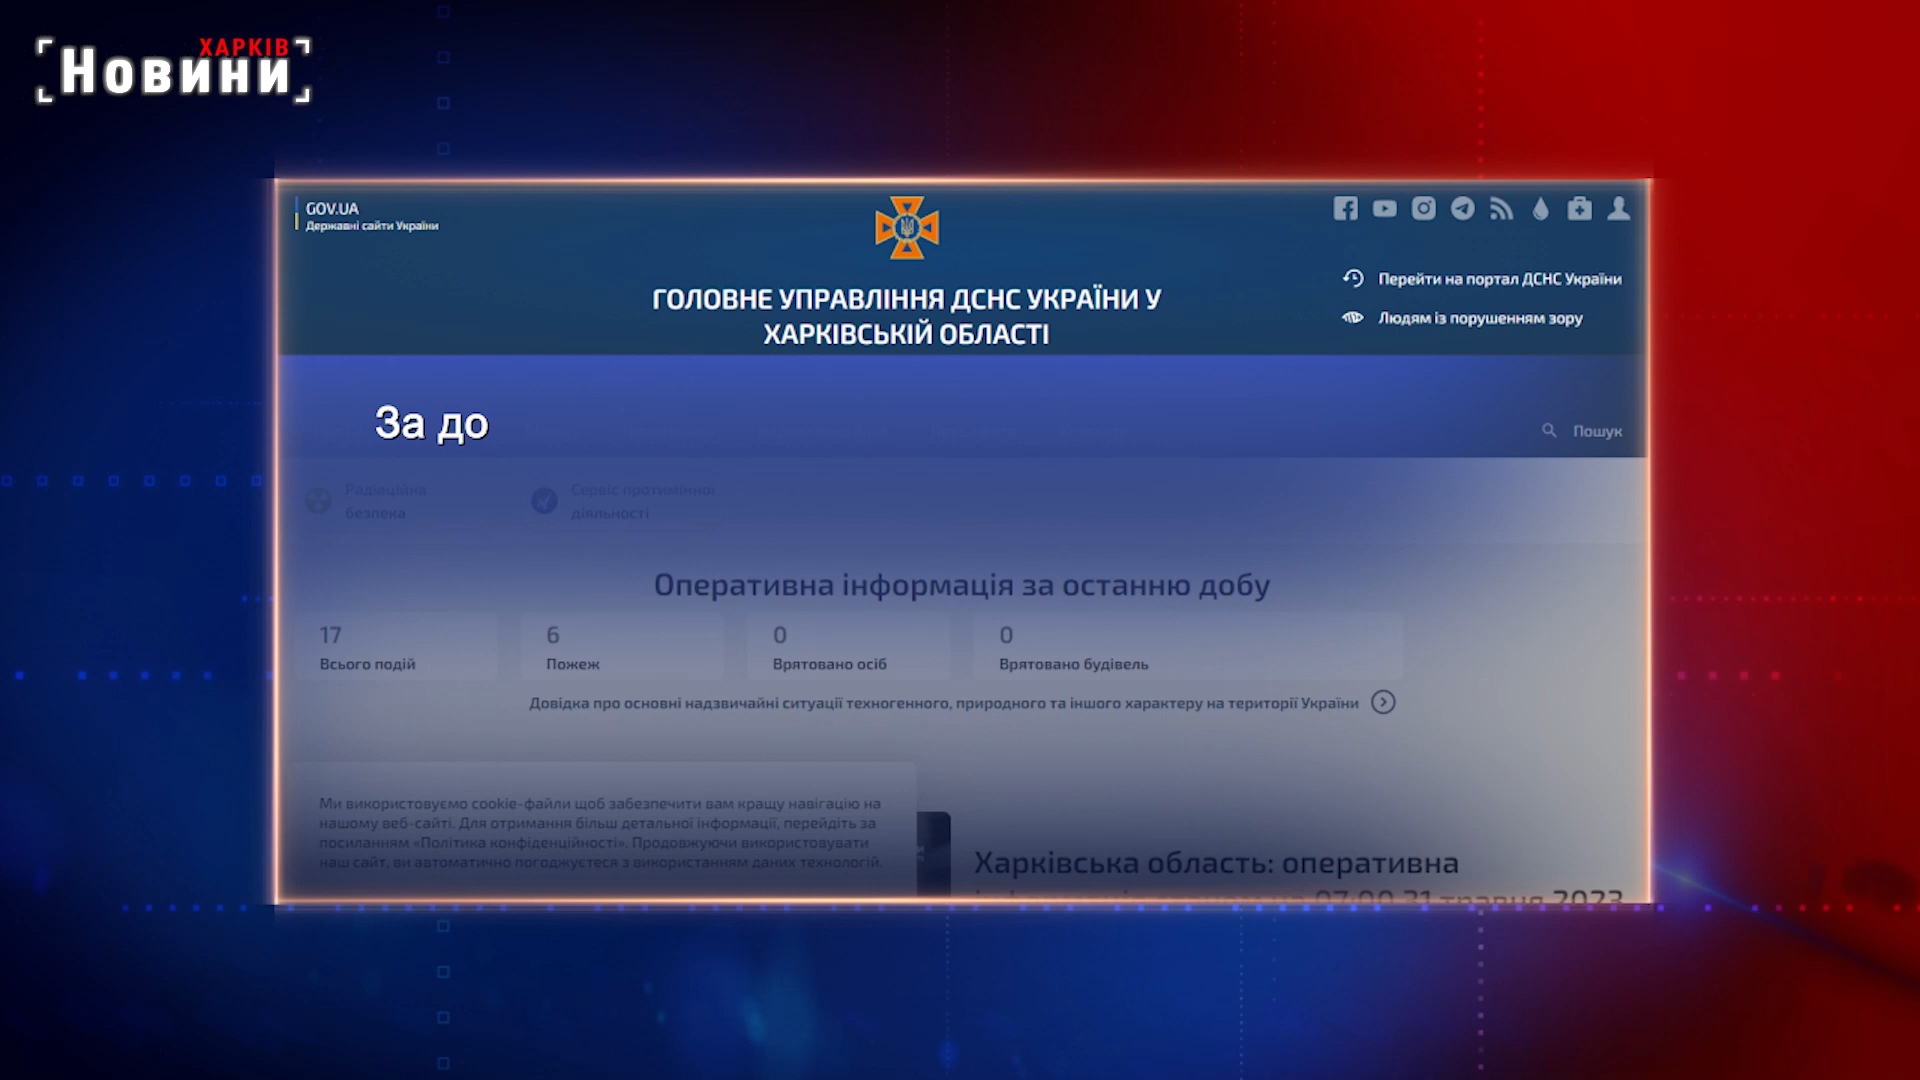 ХАРКІВ
Новини
GOV.UA
Державні сайти України
ГОЛОВНЕ УПРАВЛІННЯ ДСНС УКРАЇНИ У
ХАРКІВСЬКІЙ ОБЛАСТІ
Перейти на портал ДСНС України
Людям із порушенням зору
За до
Пошук
Радіаційна
безпека
Сервіс протимінної
діяльності
Оперативна інформація за останню добу
17
Всього подій
6
Пожеж
0
Врятовано осіб
0
Врятовано будівель
Довідка про основні надзвичайні ситуації техногенного, природного та іншого характеру на території України
Ми використовуємо cookie-файли щоб забезпечити вам кращу навігацію на
нашому веб-сайті. Для отримання більш детальної інформації, перейдіть за
посиланням «Політика конфіденційності». Продовжуючи використовувати
наш сайт, ви автоматично погоджуєтеся з використанням даних технологій.
Харківська область: оперативна
07:00 31 травня 2023